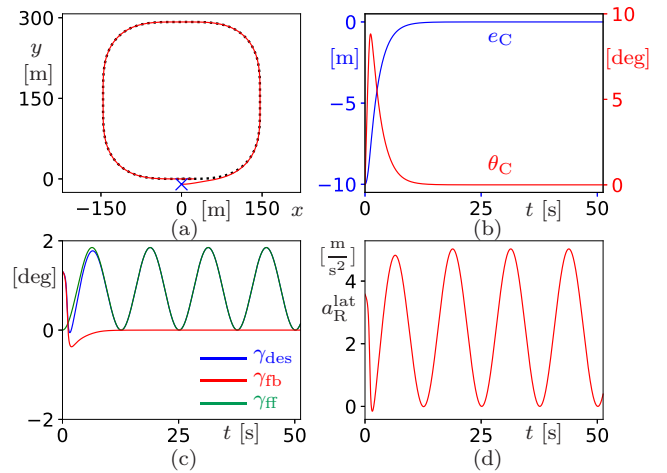 y
[m]
300
150
0
−150
0
[m]
150
x
(a)
0
[m]
−5
−10
e_C
θ_C
10
[deg]
5
0
0
25
50
t [s]
(b)
2
[deg]
0
−2
γ_des
γ_fb
γ_ff
0
25
t [s]
50
(c)
[m/s²]
a_R^lat
4
2
0
0
25
t [s]
50
(d)